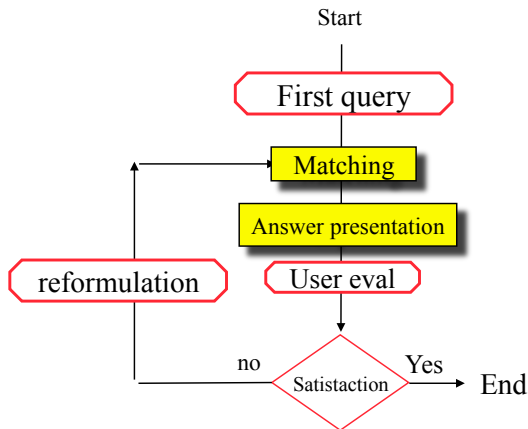 Start
First query
Matching
Answer presentation
reformulation
User eval
no
Yes
Satistaction
End